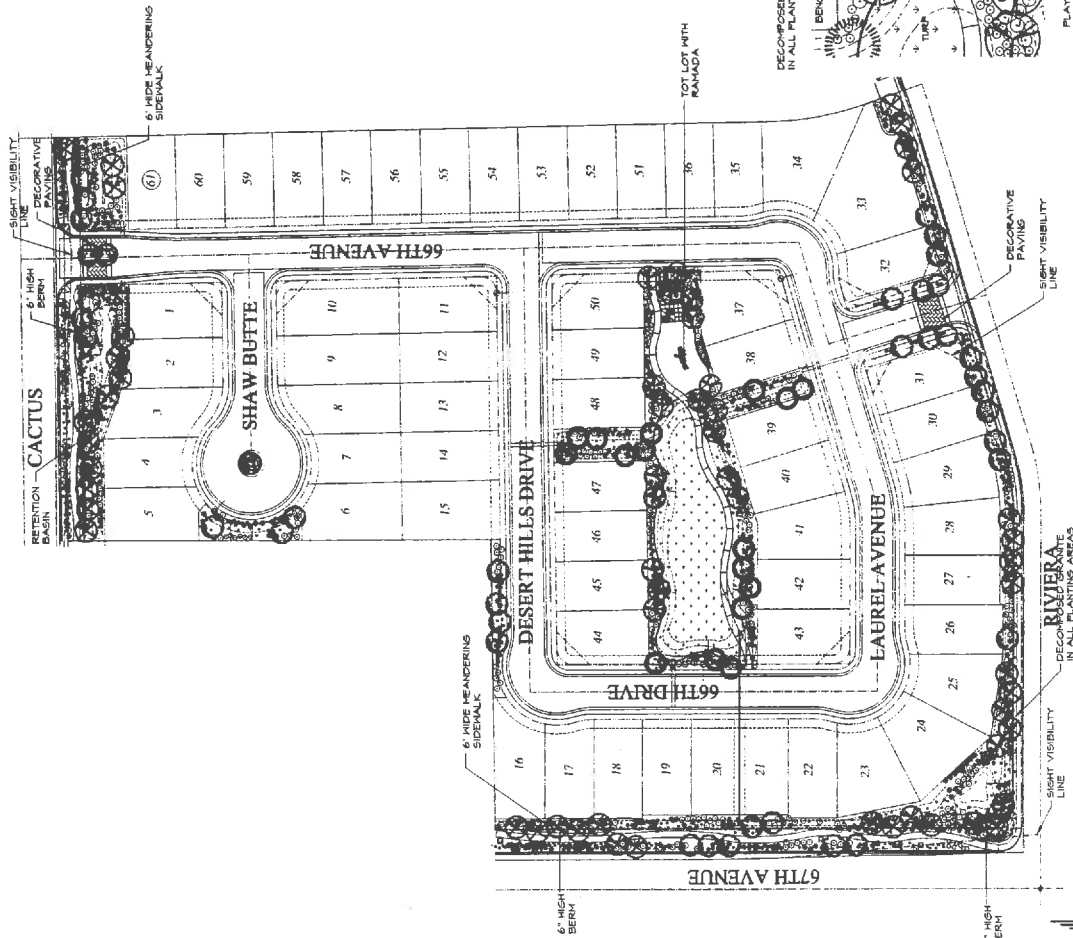 SIGHT VISIBILITY
LINE
DECORATIVE
PAVING
6' HIGH
BERM
6' WIDE MEANDERING
SIDEWALK
RETENTION
BASIN
CACTUS
DECOMPOSED
IN ALL PLANT
BENC
TURF
PLAY
TOT LOT WITH
RAMADA
61
60
59
58
57
56
55
54
53
52
51
36
35
34
33
32
66TH AVENUE
SHAW BUTTE
1
2
3
4
5
10
9
8
7
6
11
12
13
14
15
DESERT HILLS DRIVE
50
49
48
47
46
45
44
37
38
39
40
41
42
43
66TH DRIVE
LAUREL AVENUE
31
30
29
28
27
26
25
24
DECORATIVE
PAVING
SIGHT VISIBILITY
LINE
RIVIERA
DECOMPOSED GRANITE
IN ALL PLANTING AREAS
6' WIDE MEANDERING
SIDEWALK
16
17
18
19
20
21
22
23
67TH AVENUE
6" HIGH
BERM
SIGHT VISIBILITY
LINE
' HIGH
ERM